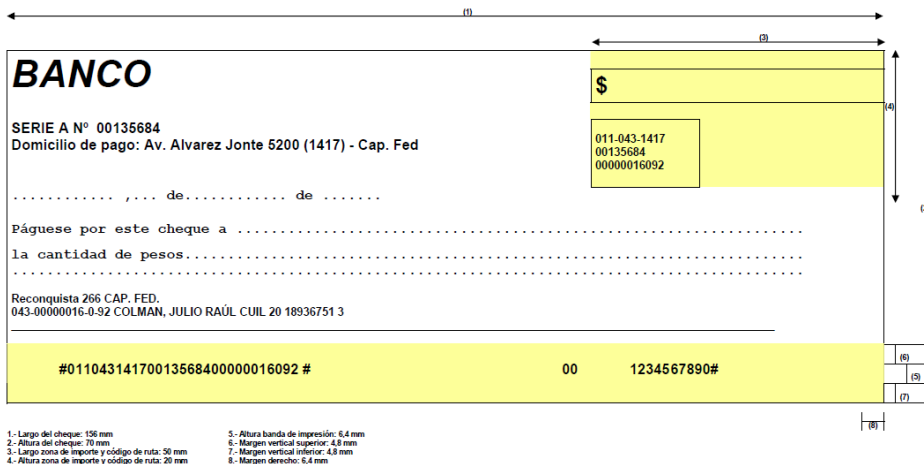 (1)
(3)
BANCO
$
(4)
SERIE A Nº 00135684
Domicilio de pago: Av. Alvarez Jonte 5200 (1417) - Cap. Fed
011-043-1417
00135684
00000016092
............ ,... de............ de .......
Páguese por este cheque a ...................................................................
la cantidad de pesos.........................................................................
.............................................................................................
Reconquista 266 CAP. FED.
043-00000016-0-92 COLMAN, JULIO RAÚL CUIL 20 18936751 3
#01104314170013568400000016092 # 00 1234567890#
(6)
(5)
(7)
(8)
1.- Largo del cheque: 156 mm
2.- Altura del cheque: 70 mm
3.- Largo zona de importe y código de ruta: 50 mm
4.- Altura zona de importe y código de ruta: 20 mm
5.- Altura banda de impresión: 6,4 mm
6.- Margen vertical superior: 4,8 mm
7.- Margen vertical inferior: 4,8 mm
8.- Margen derecho: 6,4 mm